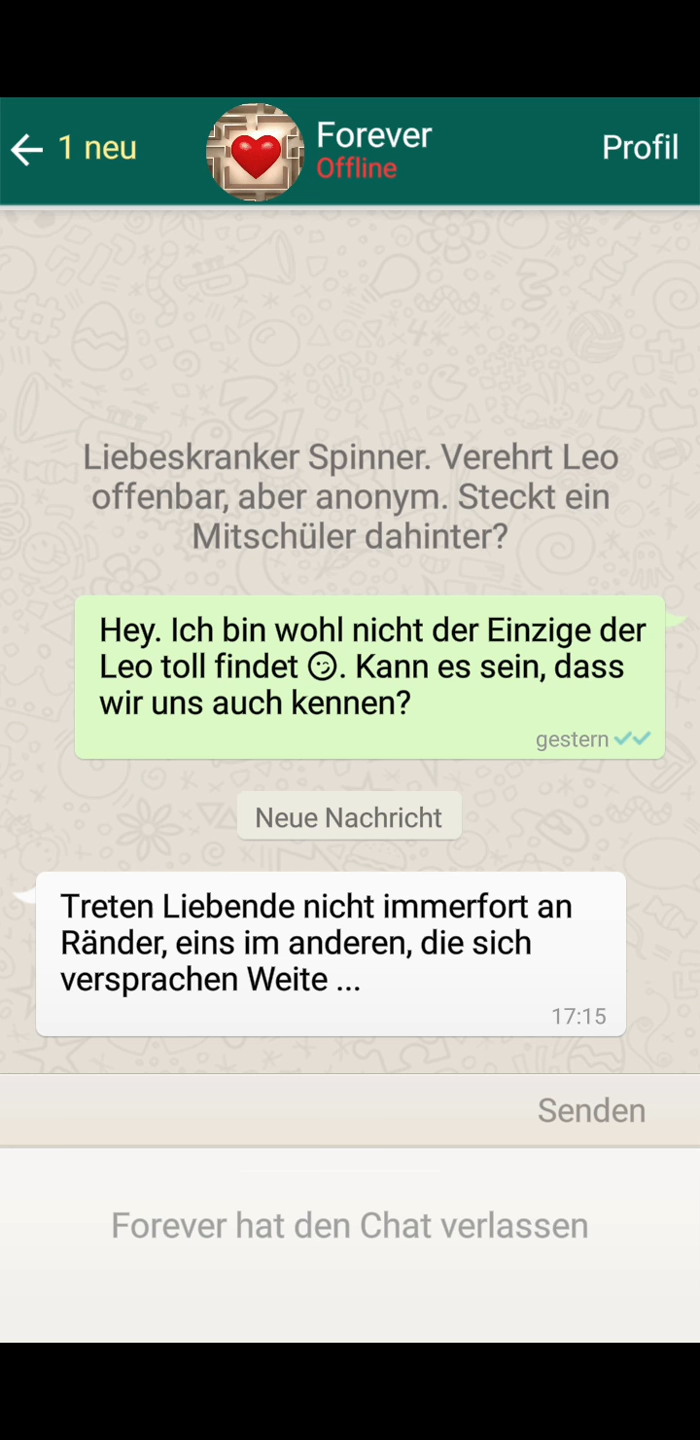 1 neu
Forever
Offline
Profil
Liebeskranker Spinner. Verehrt Leo
offenbar, aber anonym. Steckt ein
Mitschüler dahinter?
Hey. Ich bin wohl nicht der Einzige der
Leo toll findet 😏. Kann es sein, dass
wir uns auch kennen?
gestern
Neue Nachricht
Treten Liebende nicht immerfort an
Ränder, eins im anderen, die sich
versprachen Weite ...
17:15
Senden
Forever hat den Chat verlassen